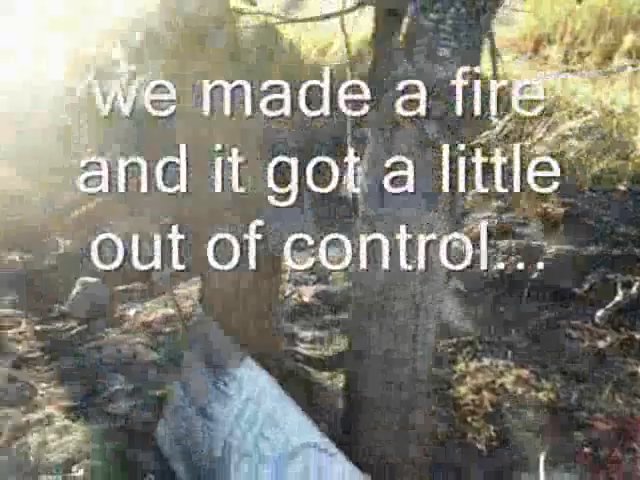 we made a fire
and it got a little
out of control...